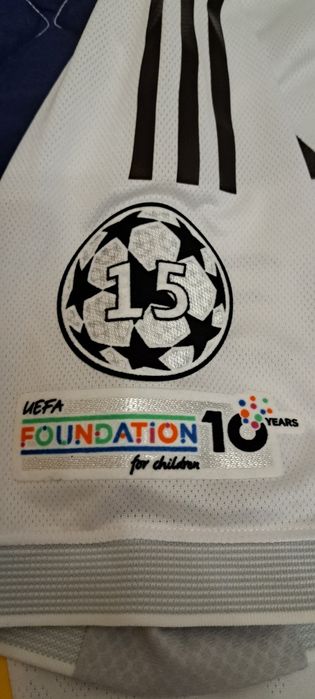 15
UEFA
FOUNDATION 10 YEARS
for children